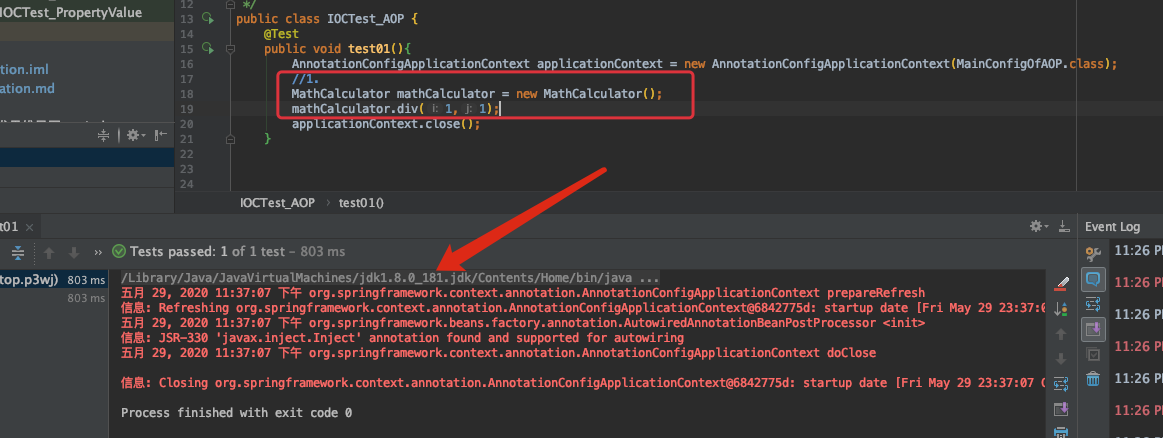 IOCTest_PropertyValue
tion.iml
ation.md
12 */
13 public class IOCTest_AOP {
14 @Test
15 public void test01(){
16 AnnotationConfigApplicationContext applicationContext = new AnnotationConfigApplicationContext(MainConfigOfAOP.class);
17 //1.
18 MathCalculator mathCalculator = new MathCalculator();
19 mathCalculator.div( i: 1, j: 1);
20 applicationContext.close();
21 }
22
23
24
IOCTest_AOP › test01()
t01 ×
Event Log
» Tests passed: 1 of 1 test – 803 ms
top.p3wj) 803 ms
803 ms
/Library/Java/JavaVirtualMachines/jdk1.8.0_181.jdk/Contents/Home/bin/java ...
五月 29, 2020 11:37:07 下午 org.springframework.context.annotation.AnnotationConfigApplicationContext prepareRefresh
信息: Refreshing org.springframework.context.annotation.AnnotationConfigApplicationContext@6842775d: startup date [Fri May 29 23:37:0
五月 29, 2020 11:37:07 下午 org.springframework.beans.factory.annotation.AutowiredAnnotationBeanPostProcessor <init>
信息: JSR-330 'javax.inject.Inject' annotation found and supported for autowiring
五月 29, 2020 11:37:07 下午 org.springframework.context.annotation.AnnotationConfigApplicationContext doClose
信息: Closing org.springframework.context.annotation.AnnotationConfigApplicationContext@6842775d: startup date [Fri May 29 23:37:07
Process finished with exit code 0
11:26 P
11:26 P
11:26 P
11:26 P
11:26 P
11:26 P